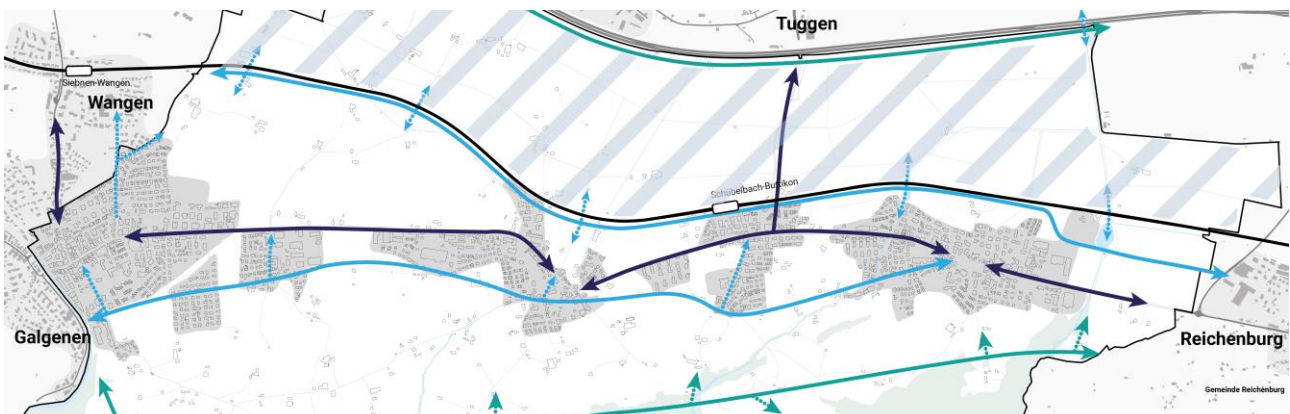 Tuggen
Siebnen-Wangen
Wangen
Schübelbach-Buttikon
Galgenen
Reichenburg
Gemeinde Reichenburg